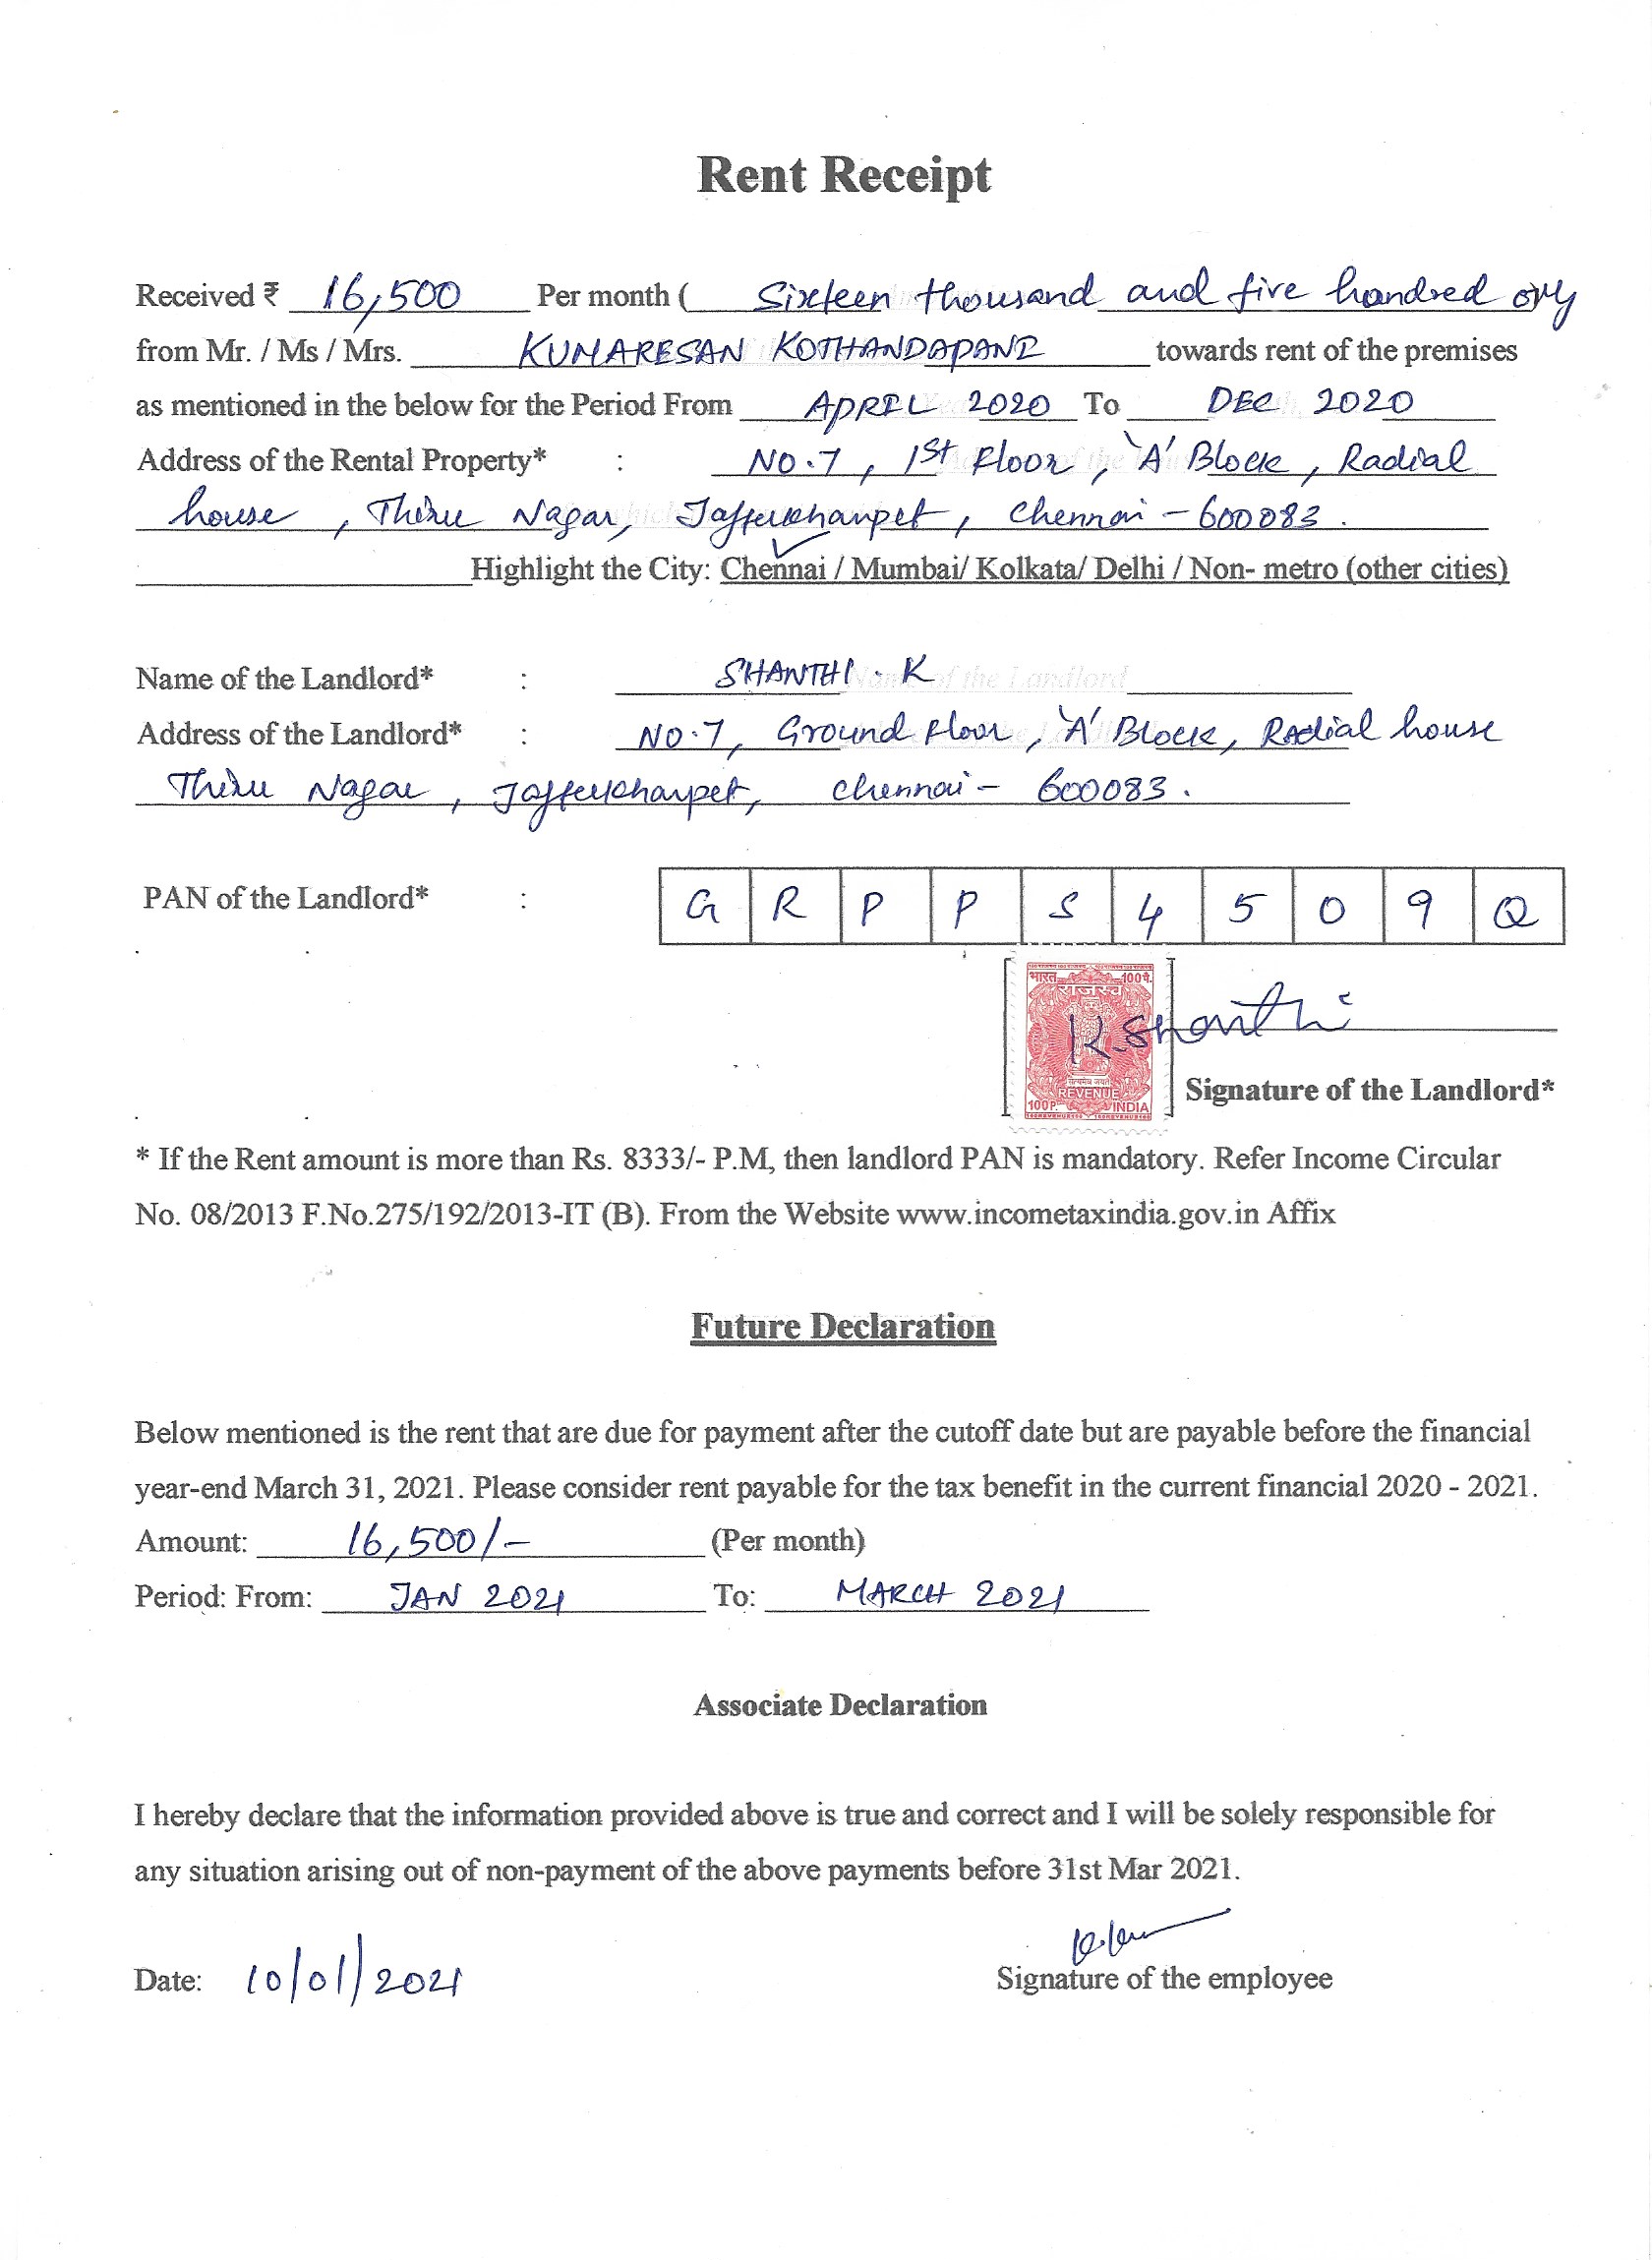 Rent Receipt
Received ₹ 16,500 Per month ( Sixteen thousand and five hundred only
from Mr. / Ms / Mrs. KUMARESAN KOTHANDAPANI towards rent of the premises
as mentioned in the below for the Period From APRIL 2020 To DEC 2020
Address of the Rental Property* : NO.7, 1st Floor, 'A' Block, Radial
house, Thiru Nagar, Jafferkhanpet, Chennai - 600083.
Highlight the City: Chennai / Mumbai/ Kolkata/ Delhi / Non- metro (other cities)
Name of the Landlord* : SHANTHI . K
Address of the Landlord* : NO.7, Ground Floor, 'A' Block, Radial house
Thiru Nagar, Jafferkhanpet, Chennai - 600083.
PAN of the Landlord* : G R P P S 4 5 0 9 Q
भारत 100 पै.
राजस्व
K. Shanthi
सत्यमेव जयते
REVENUE
100 P. INDIA
Signature of the Landlord*
* If the Rent amount is more than Rs. 8333/- P.M, then landlord PAN is mandatory. Refer Income Circular
No. 08/2013 F.No.275/192/2013-IT (B). From the Website www.incometaxindia.gov.in Affix
Future Declaration
Below mentioned is the rent that are due for payment after the cutoff date but are payable before the financial
year-end March 31, 2021. Please consider rent payable for the tax benefit in the current financial 2020 - 2021.
Amount: 16,500/- (Per month)
Period: From: JAN 2021 To: MARCH 2021
Associate Declaration
I hereby declare that the information provided above is true and correct and I will be solely responsible for
any situation arising out of non-payment of the above payments before 31st Mar 2021.
Date: 10/01/2021
Signature of the employee